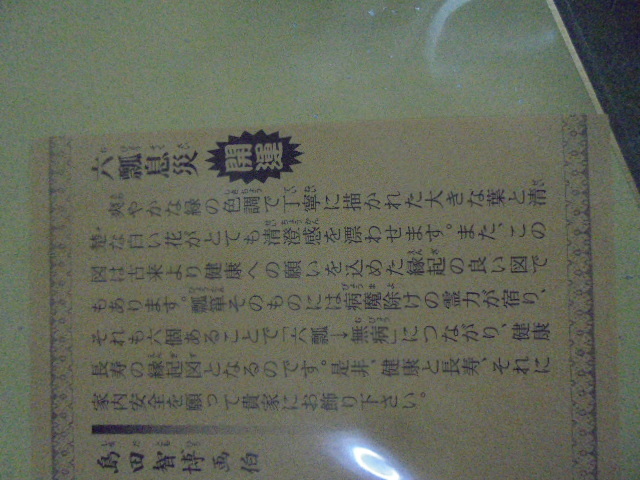 六瓢息災
開運
爽やかな緑の色調で丁寧に描かれた大きな葉と清
楚な白い花がとても清澄感を漂わせます。また、この
図は古来より健康への願いを込めた縁起の良い図で
もあります。瓢箪そのものには病魔除けの霊力が宿り、
それも六個あることで「六瓢→無病」につながり、健康
長寿の縁起図となるのです。是非、健康と長寿、それに
家内安全を願って貴家にお飾り下さい。
島田智博画伯